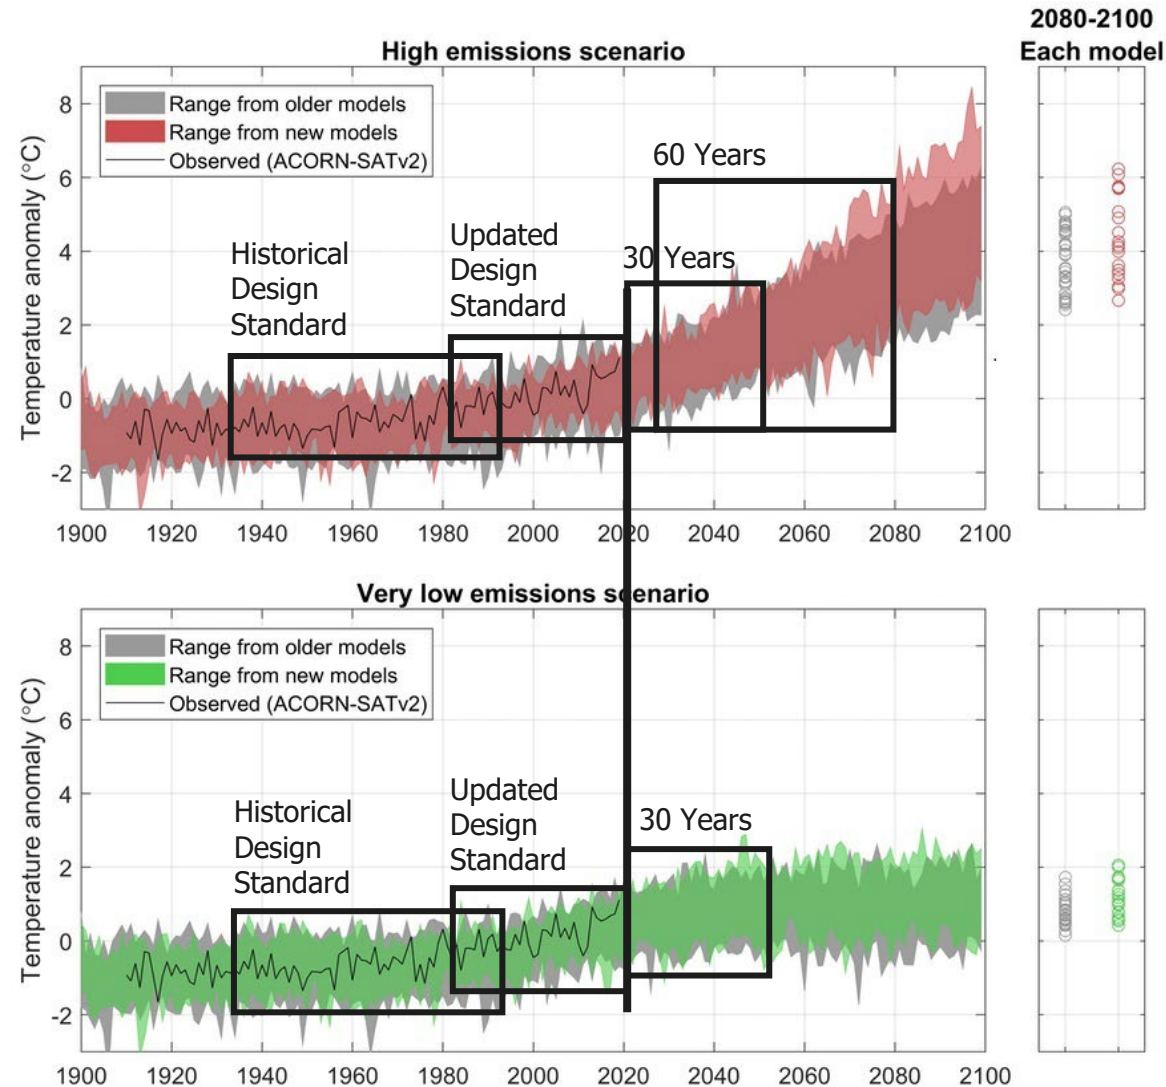 2080-2100
High emissions scenario
Each model
Range from older models
Range from new models
Observed (ACORN-SATv2)
Temperature anomaly (°C)
8
6
4
2
0
-2
Historical
Design
Standard
Updated
Design
Standard
30 Years
60 Years
1900
1920
1940
1960
1980
2000
2020
2040
2060
2080
2100
Very low emissions scenario
Range from older models
Range from new models
Observed (ACORN-SATv2)
Temperature anomaly (°C)
8
6
4
2
0
-2
Historical
Design
Standard
Updated
Design
Standard
30 Years
1900
1920
1940
1960
1980
2000
2020
2040
2060
2080
2100